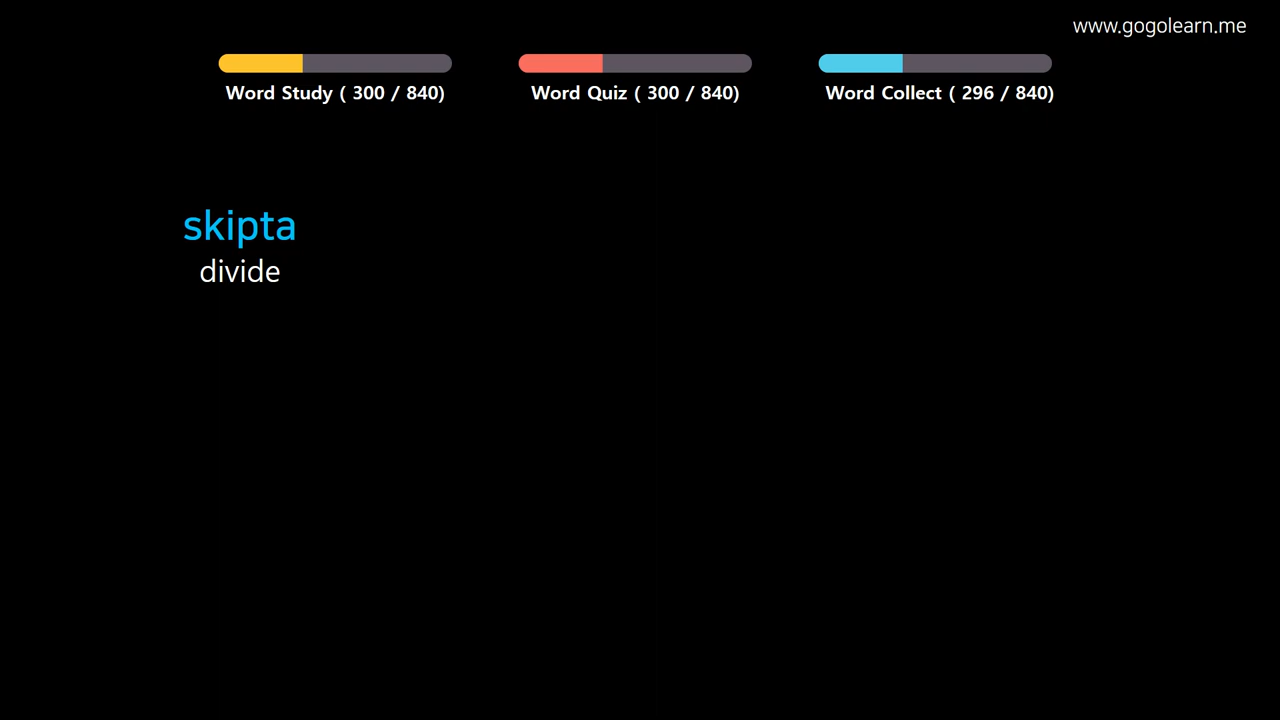 www.gogolearn.me
Word Study ( 300 / 840)
Word Quiz ( 300 / 840)
Word Collect ( 296 / 840)
skipta
divide